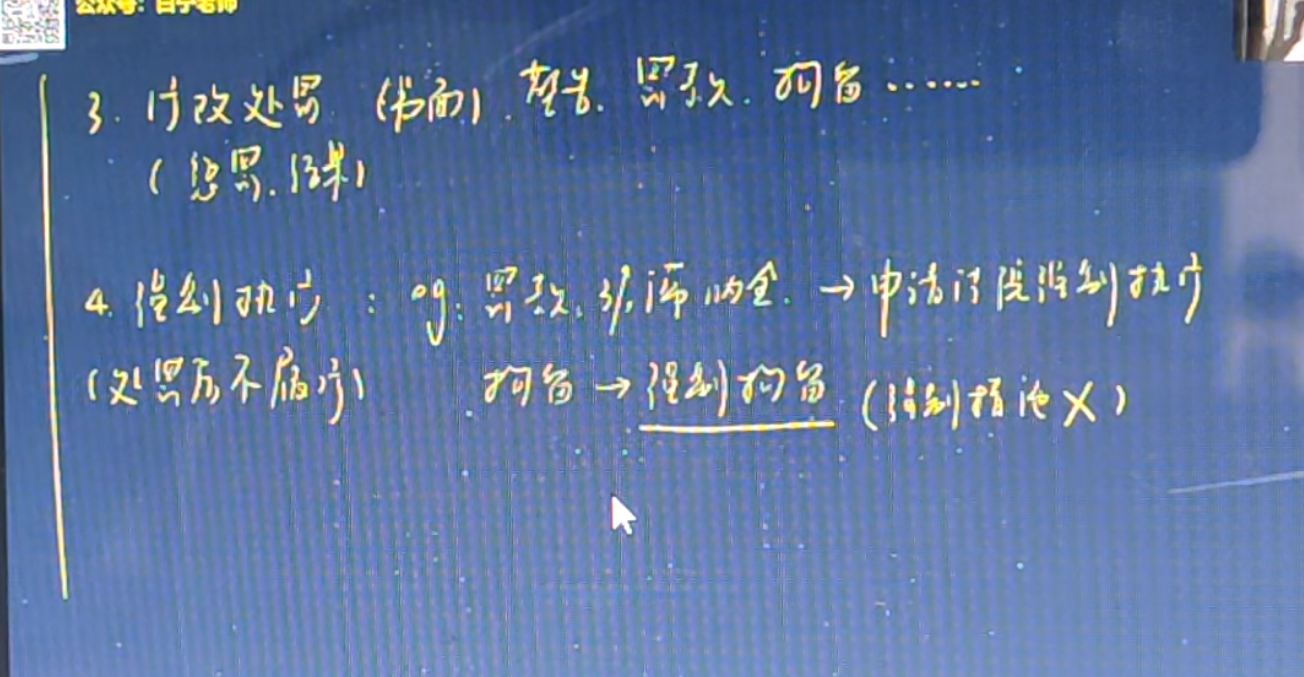 公众号：白宁老师
3. 行政处罚 (书面). 警告. 罚款. 拘留 ······
(惩罚. 结果)
4. 强制执行 : eg: 罚款. 滞纳金. → 申请法院强制执行
(处罚后不履行) 拘留 → 强制拘留 (强制措施 X)